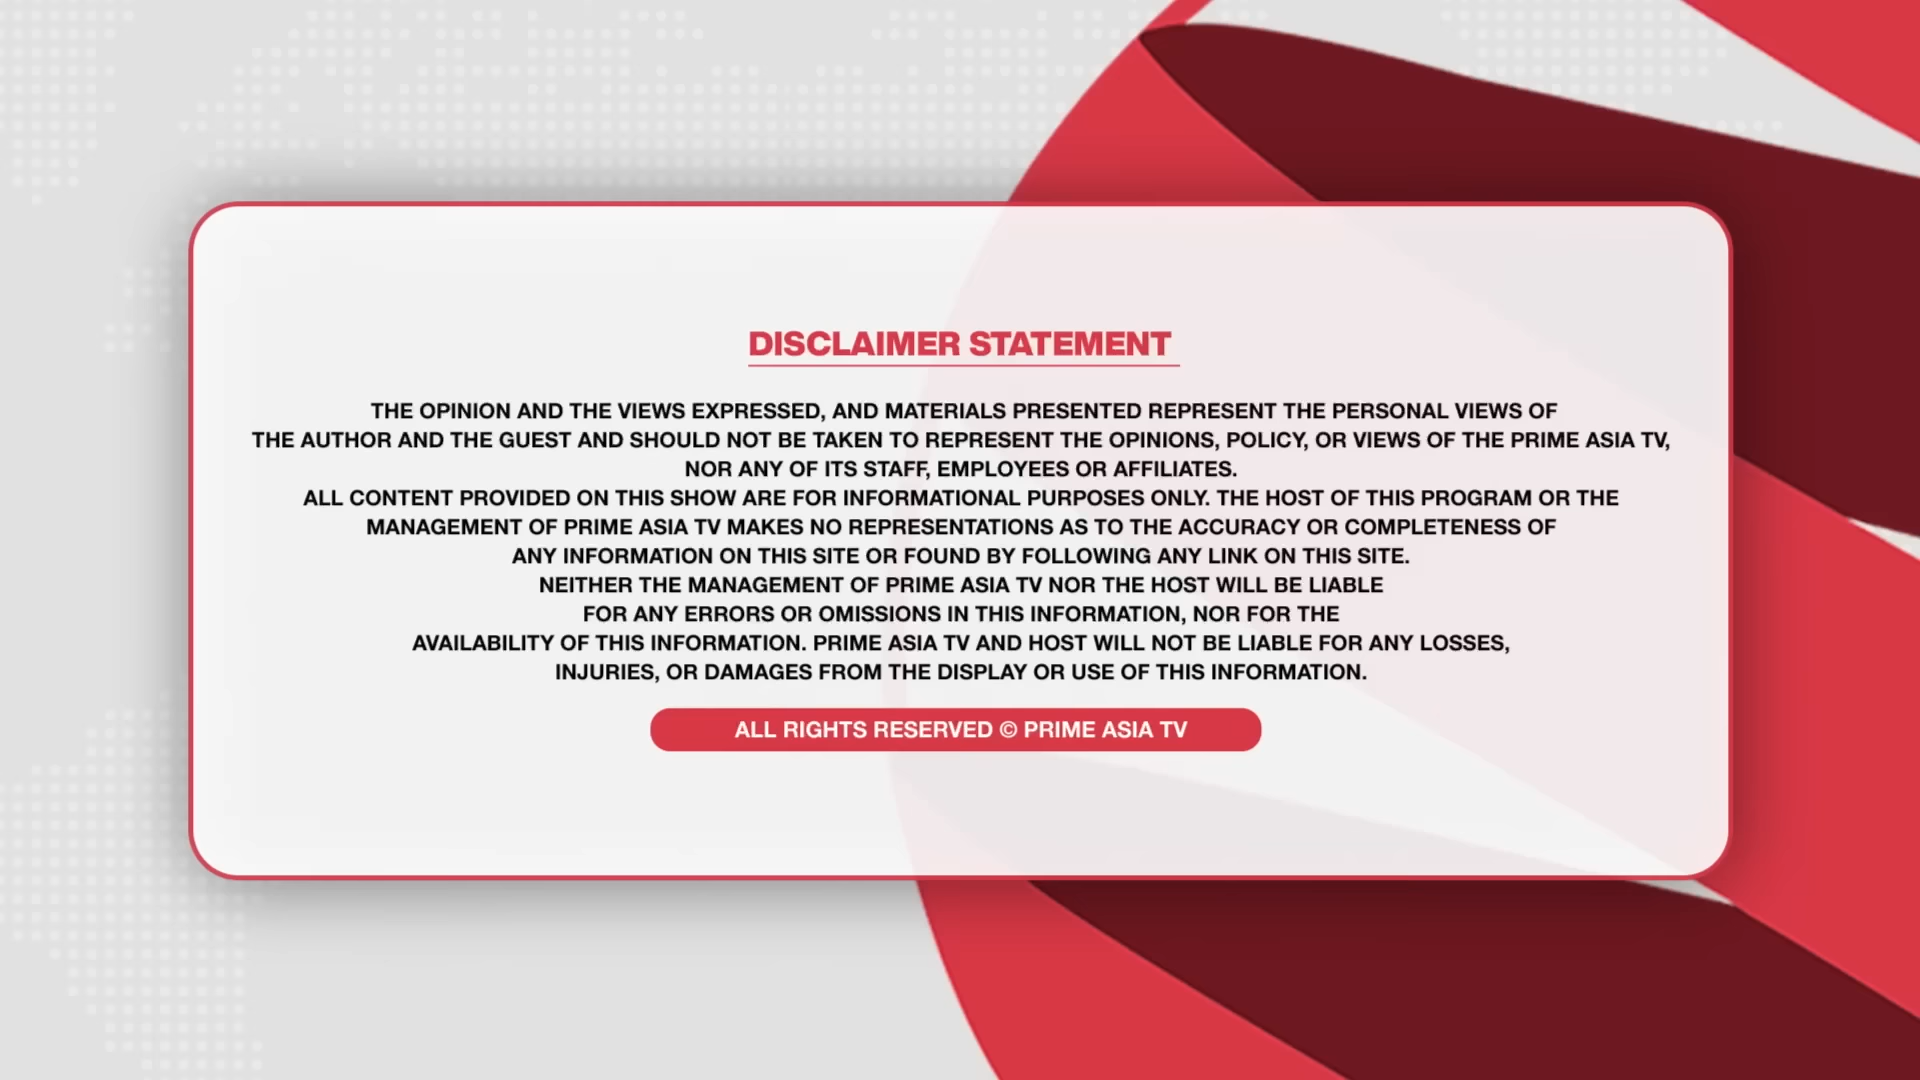 DISCLAIMER STATEMENT
THE OPINION AND THE VIEWS EXPRESSED, AND MATERIALS PRESENTED REPRESENT THE PERSONAL VIEWS OF
THE AUTHOR AND THE GUEST AND SHOULD NOT BE TAKEN TO REPRESENT THE OPINIONS, POLICY, OR VIEWS OF THE PRIME ASIA TV,
NOR ANY OF ITS STAFF, EMPLOYEES OR AFFILIATES.
ALL CONTENT PROVIDED ON THIS SHOW ARE FOR INFORMATIONAL PURPOSES ONLY. THE HOST OF THIS PROGRAM OR THE
MANAGEMENT OF PRIME ASIA TV MAKES NO REPRESENTATIONS AS TO THE ACCURACY OR COMPLETENESS OF
ANY INFORMATION ON THIS SITE OR FOUND BY FOLLOWING ANY LINK ON THIS SITE.
NEITHER THE MANAGEMENT OF PRIME ASIA TV NOR THE HOST WILL BE LIABLE
FOR ANY ERRORS OR OMISSIONS IN THIS INFORMATION, NOR FOR THE
AVAILABILITY OF THIS INFORMATION. PRIME ASIA TV AND HOST WILL NOT BE LIABLE FOR ANY LOSSES,
INJURIES, OR DAMAGES FROM THE DISPLAY OR USE OF THIS INFORMATION.
ALL RIGHTS RESERVED © PRIME ASIA TV